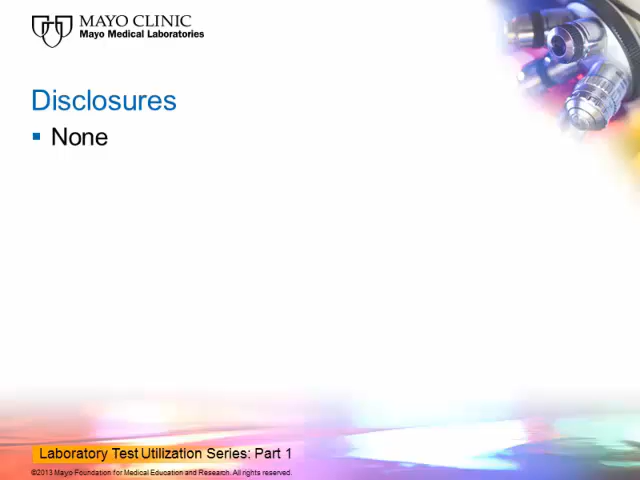 MAYO CLINIC
Mayo Medical Laboratories
Disclosures
None
Laboratory Test Utilization Series: Part 1
©2013 Mayo Foundation for Medical Education and Research. All rights reserved.